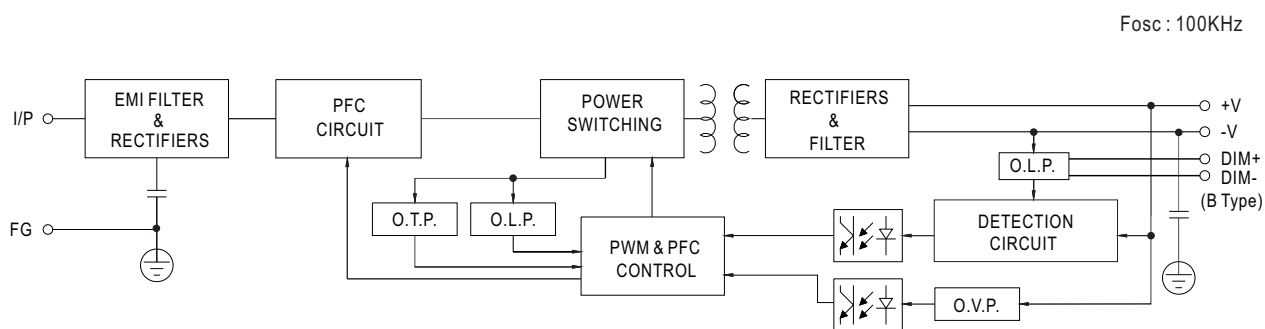 Fosc : 100KHz
I/P
EMI FILTER
&
RECTIFIERS
PFC
CIRCUIT
POWER
SWITCHING
RECTIFIERS
&
FILTER
+V
-V
DIM+
DIM-
(B Type)
O.L.P.
FG
O.T.P.
O.L.P.
PWM & PFC
CONTROL
DETECTION
CIRCUIT
O.V.P.